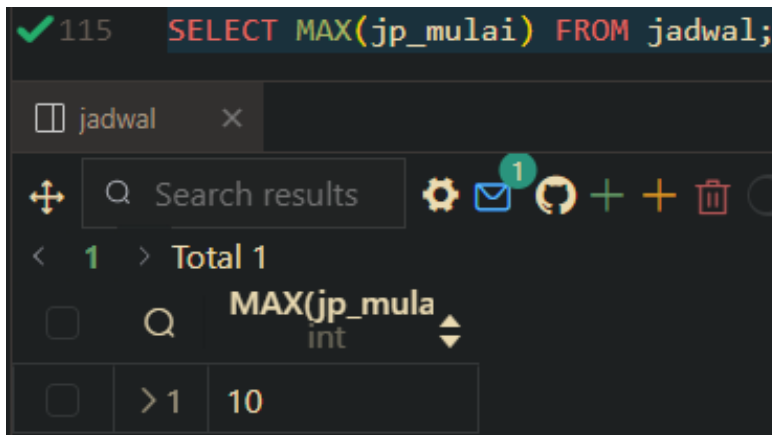 115 SELECT MAX(jp_mulai) FROM jadwal;
jadwal
Search results 1
1 Total 1
MAX(jp_mula
int
1 10